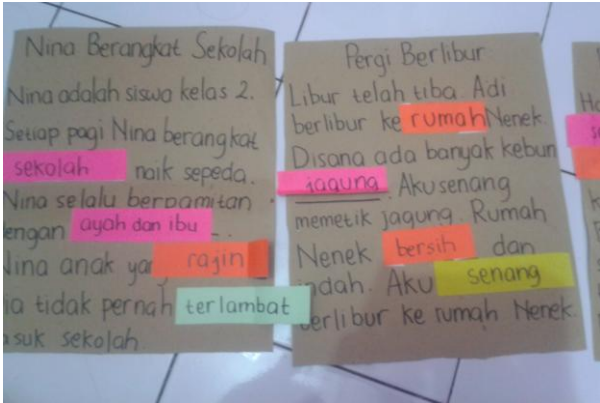 Nina Berangkat Sekolah
Nina adalah siswa kelas 2.
Setiap pagi Nina berangkat
sekolah naik sepeda.
Nina selalu berpamitan
dengan ayah dan ibu
Nina anak yan rajin
ia tidak pernah terlambat
masuk sekolah.
Pergi Berlibur
Libur telah tiba. Adi
berlibur ke rumah Nenek
Disana ada banyak kebun
jagung. Aku senang
memetik jagung. Rumah
Nenek bersih dan
indah. Aku senang
berlibur ke rumah Nenek.